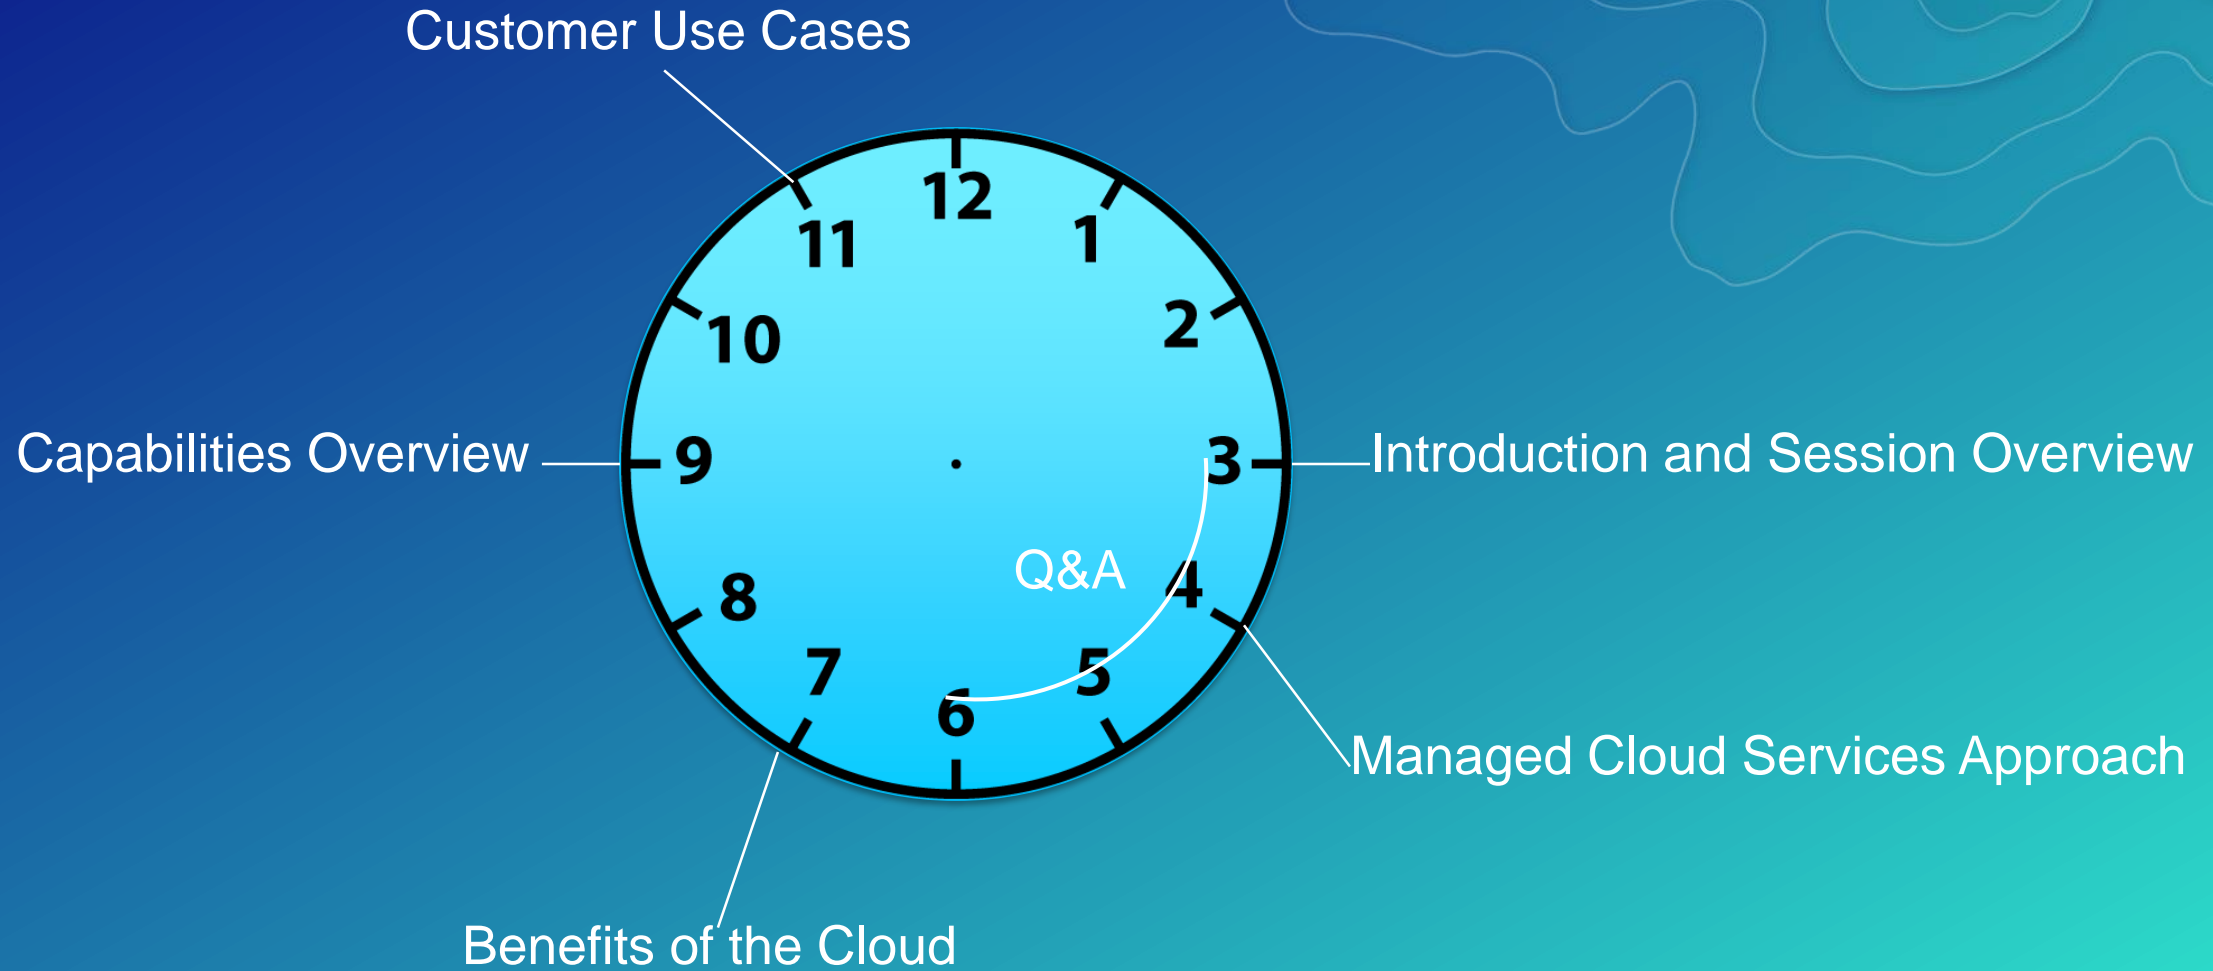 Customer Use Cases
12
11
1
10
2
Capabilities Overview
9
3
Introduction and Session Overview
Q&A
8
4
7
5
6
Managed Cloud Services Approach
Benefits of the Cloud